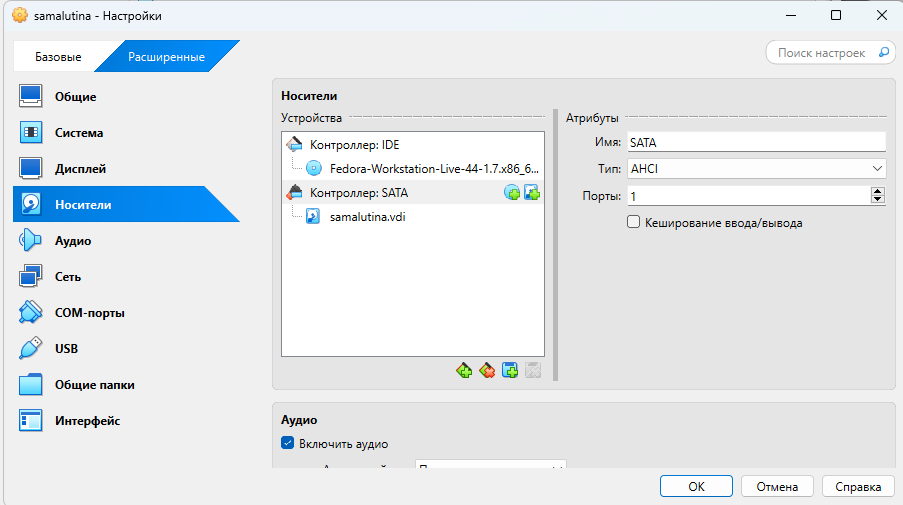 samalutina - Настройки
Базовые
Расширенные
Поиск настроек
Общие
Система
Дисплей
Носители
Аудио
Сеть
COM-порты
USB
Общие папки
Интерфейс
Носители
Устройства
Контроллер: IDE
Fedora-Workstation-Live-44-1.7.x86_6...
Контроллер: SATA
samalutina.vdi
Атрибуты
Имя: SATA
Тип: AHCI
Порты: 1
Кеширование ввода/вывода
Аудио
Включить аудио
OK
Отмена
Справка